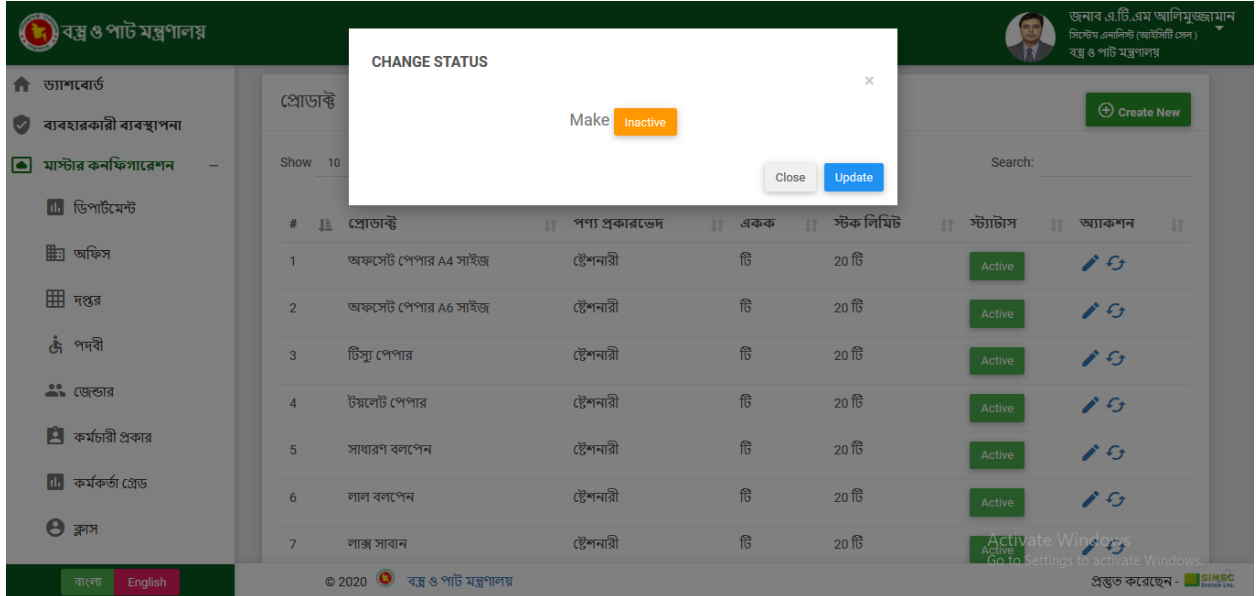 বস্ত্র ও পাট মন্ত্রণালয়
জনাব এ.টি.এম আলিমুজ্জামান
সিস্টেম এনালিস্ট (আইসিটি সেল)
বস্ত্র ও পাট মন্ত্রণালয়
CHANGE STATUS
×
Make Inactive
Close Update
ড্যাশবোর্ড
ব্যবহারকারী ব্যবস্থাপনা
মাস্টার কনফিগারেশন –
ডিপার্টমেন্ট
অফিস
দপ্তর
পদবী
জেন্ডার
কর্মচারী প্রকার
কর্মকর্তা গ্রেড
ক্লাস
বাংলা English
প্রোডাক্ট
Create New
Show 10
Search:
# প্রোডাক্ট পণ্য প্রকারভেদ একক স্টক লিমিট স্ট্যাটাস অ্যাকশন
1 অফসেট পেপার A4 সাইজ ষ্টেশনারী টি 20 টি Active
2 অফসেট পেপার A6 সাইজ ষ্টেশনারী টি 20 টি Active
3 টিস্যু পেপার ষ্টেশনারী টি 20 টি Active
4 টয়লেট পেপার ষ্টেশনারী টি 20 টি Active
5 সাধারণ বলপেন ষ্টেশনারী টি 20 টি Active
6 লাল বলপেন ষ্টেশনারী টি 20 টি Active
7 লাক্স সাবান ষ্টেশনারী টি 20 টি Active
Activate Windows
Go to Settings to activate Windows.
© 2020 বস্ত্র ও পাট মন্ত্রণালয়
প্রস্তুত করেছেন - SIMEC
SYSTEM LTD.